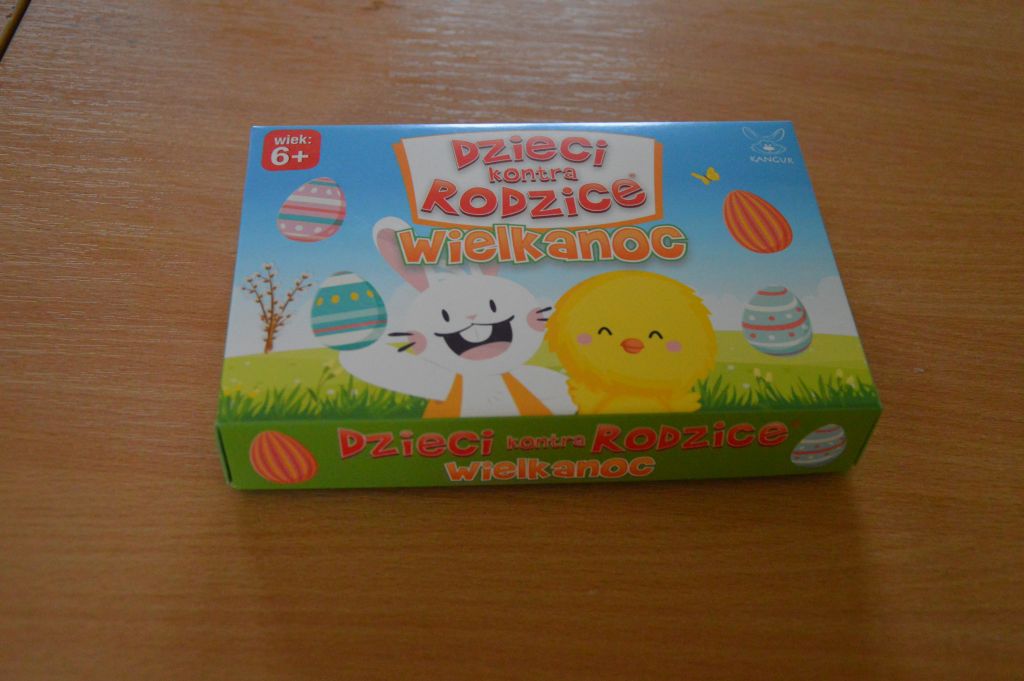 wiek:
6+
Dzieci
kontra
Rodzice®
Wielkanoc
KANGUR
Dzieci kontra Rodzice®
Wielkanoc